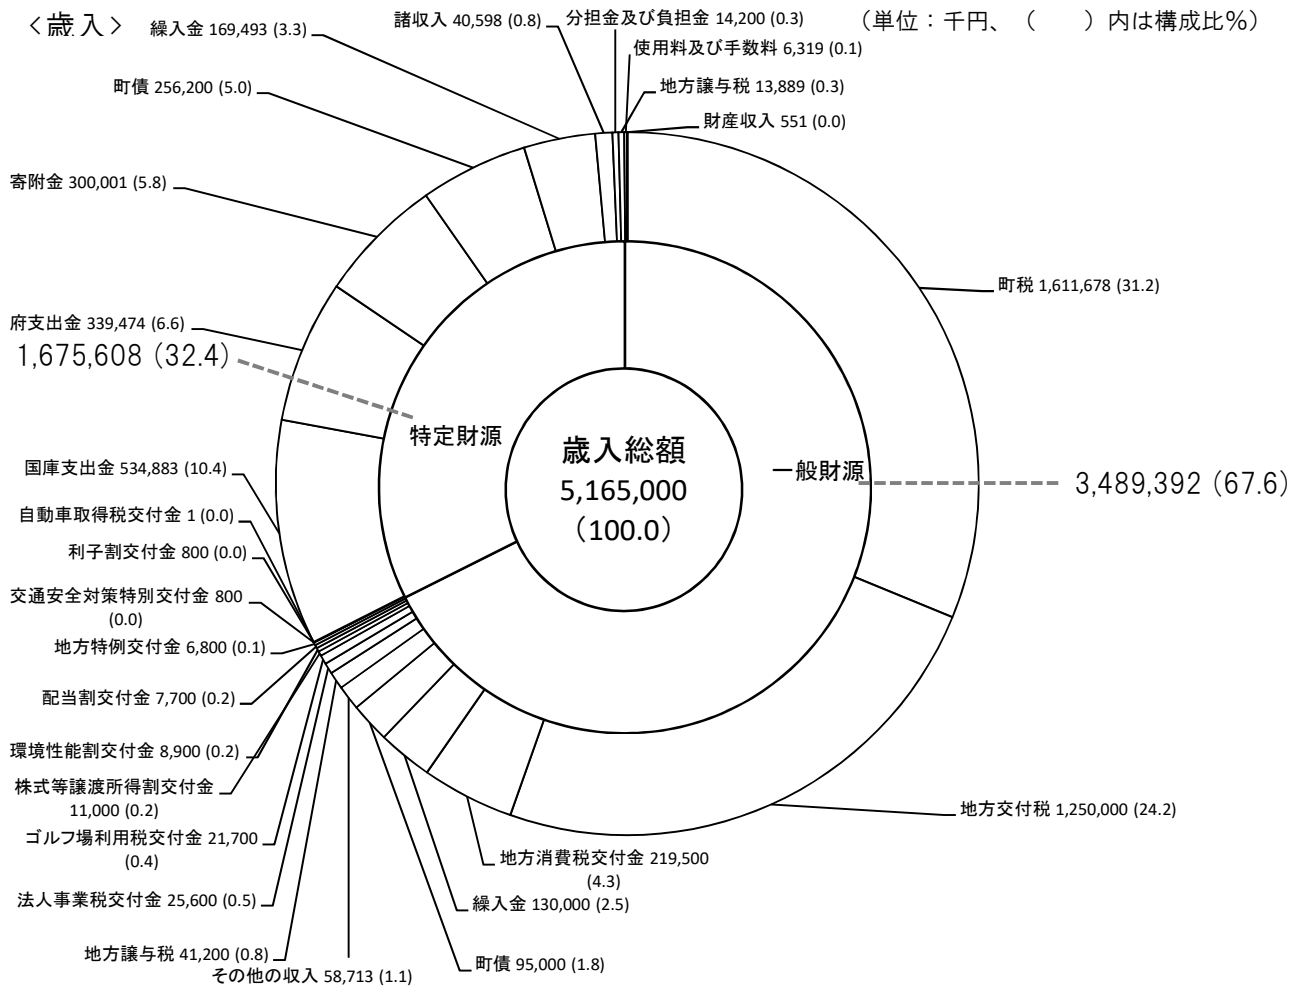 ＜歳 入＞
（単位：千円、（　　）内は構成比％）
繰入金 169,493 (3.3)
諸収入 40,598 (0.8)
分担金及び負担金 14,200 (0.3)
使用料及び手数料 6,319 (0.1)
町債 256,200 (5.0)
地方譲与税 13,889 (0.3)
財産収入 551 (0.0)
寄附金 300,001 (5.8)
町税 1,611,678 (31.2)
府支出金 339,474 (6.6)
1,675,608（32.4）
特定財源
歳入総額
5,165,000
（100.0）
一般財源
3,489,392（67.6）
国庫支出金 534,883 (10.4)
自動車取得税交付金 1 (0.0)
利子割交付金 800 (0.0)
交通安全対策特別交付金 800
(0.0)
地方特例交付金 6,800 (0.1)
配当割交付金 7,700 (0.2)
環境性能割交付金 8,900 (0.2)
株式等譲渡所得割交付金
11,000 (0.2)
ゴルフ場利用税交付金 21,700
(0.4)
法人事業税交付金 25,600 (0.5)
地方譲与税 41,200 (0.8)
その他の収入 58,713 (1.1)
町債 95,000 (1.8)
繰入金 130,000 (2.5)
地方消費税交付金 219,500
(4.3)
地方交付税 1,250,000 (24.2)